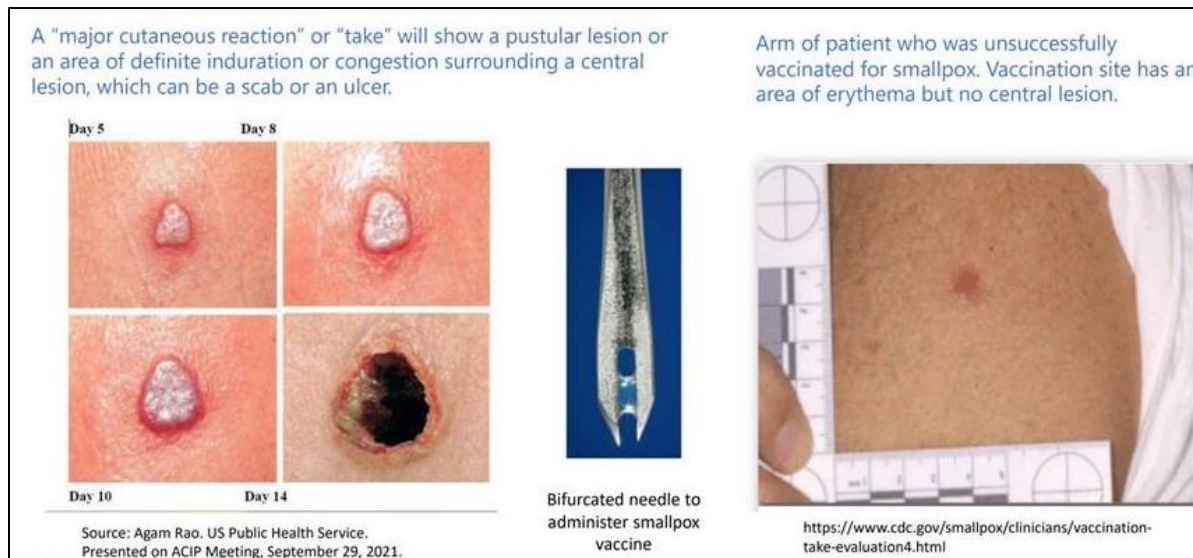 A “major cutaneous reaction” or “take” will show a pustular lesion or
an area of definite induration or congestion surrounding a central
lesion, which can be a scab or an ulcer.
Day 5
Day 8
Day 10
Day 14
Source: Agam Rao. US Public Health Service.
Presented on ACIP Meeting, September 29, 2021.
Bifurcated needle to
administer smallpox
vaccine
Arm of patient who was unsuccessfully
vaccinated for smallpox. Vaccination site has an
area of erythema but no central lesion.
https://www.cdc.gov/smallpox/clinicians/vaccination-
take-evaluation4.html